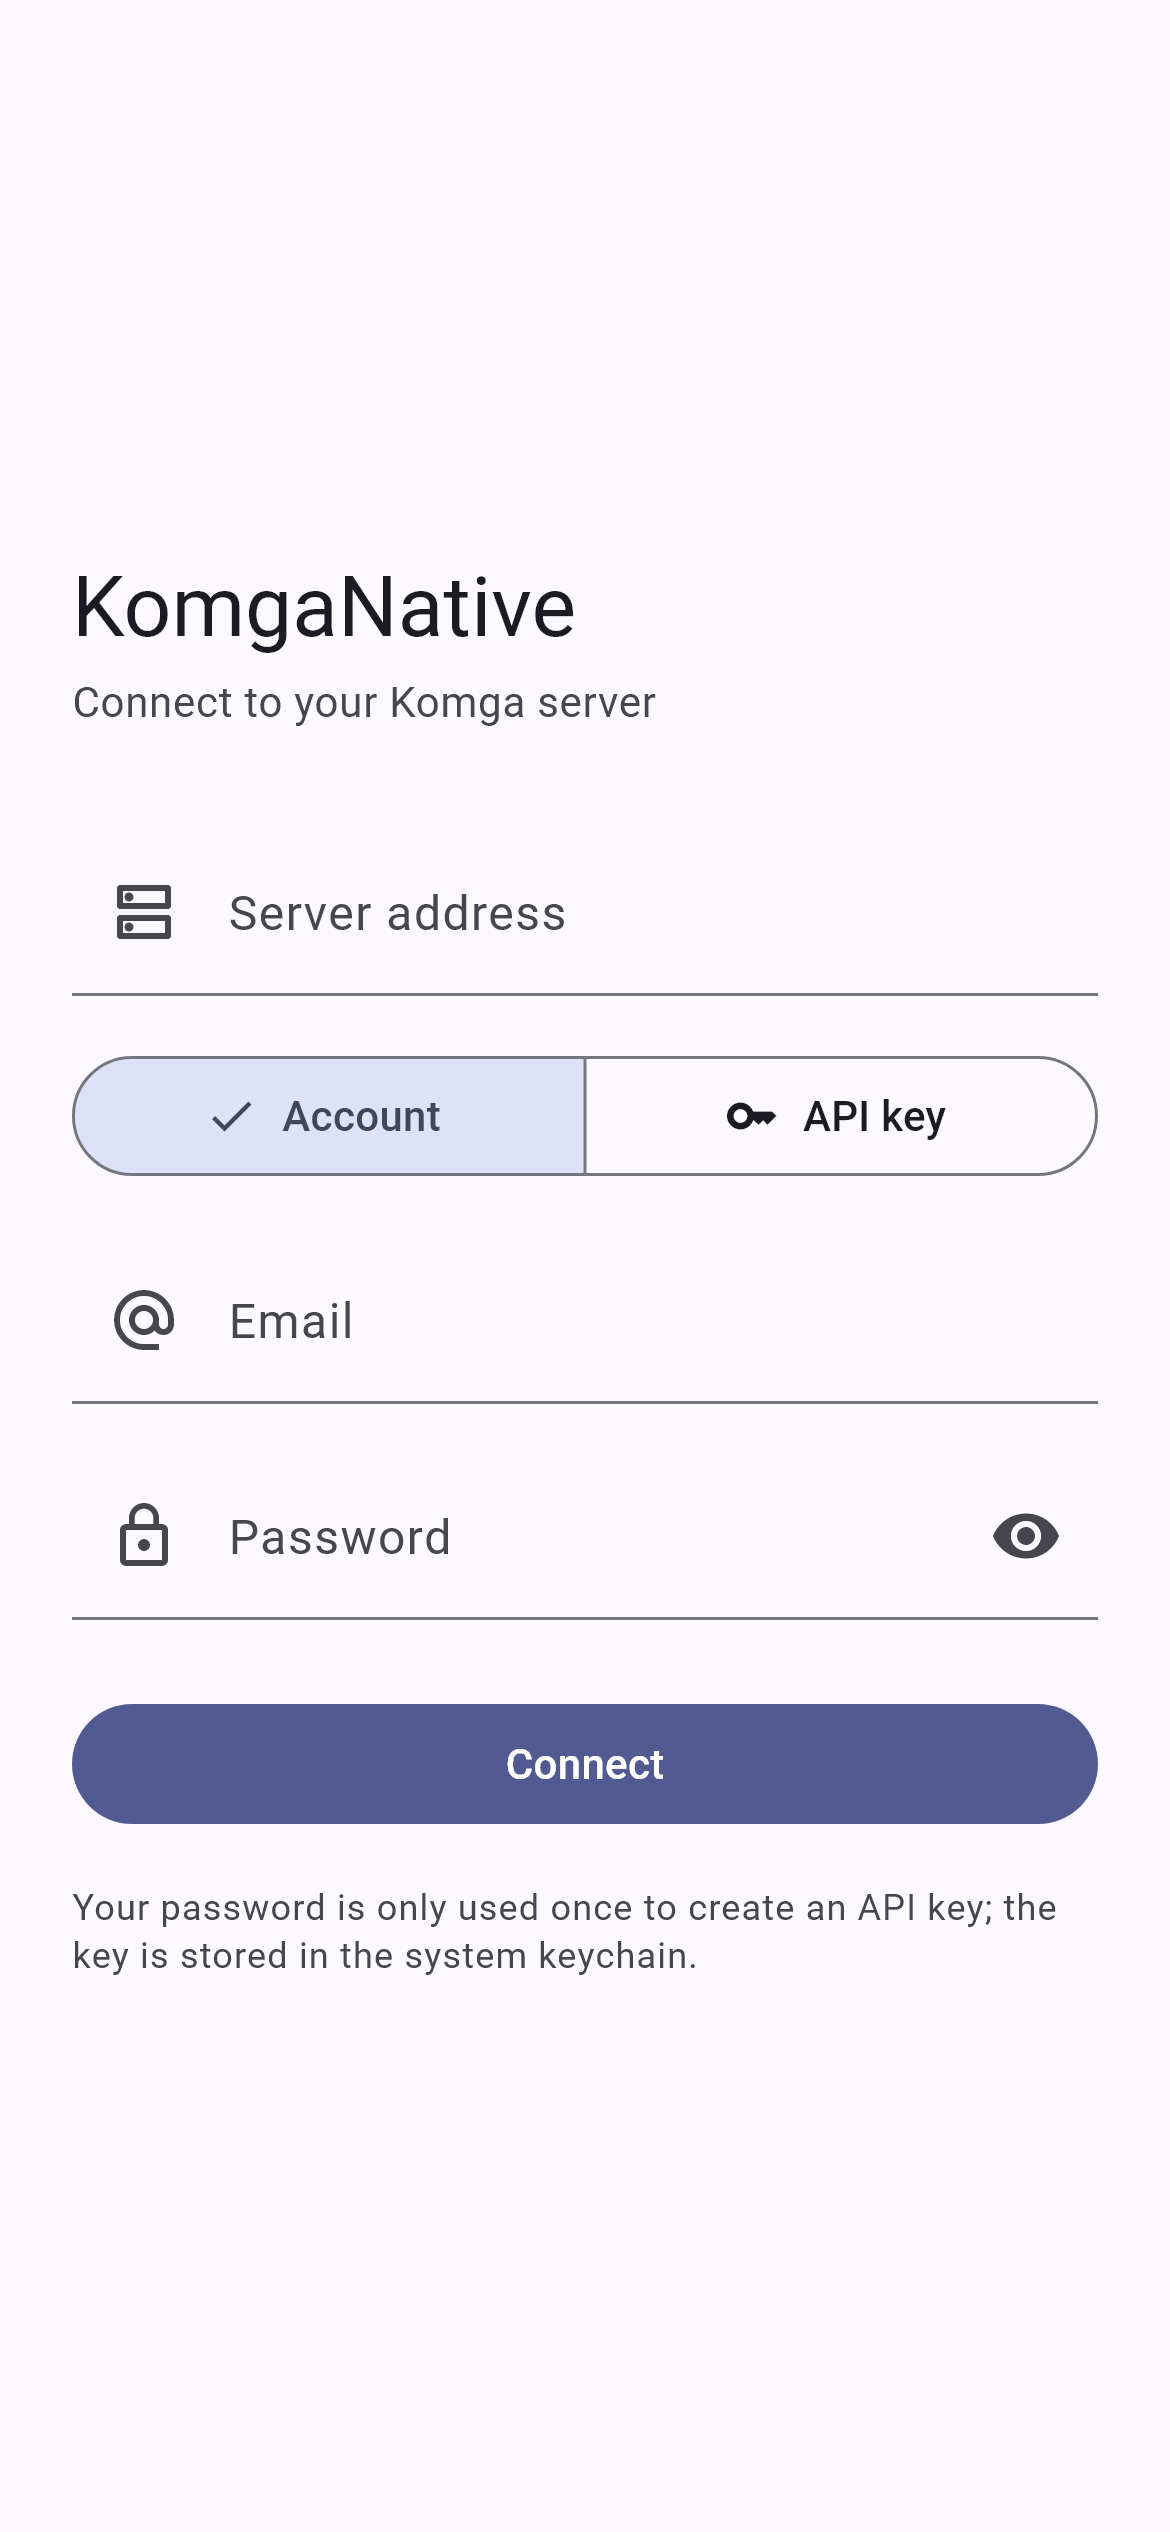 KomgaNative
Connect to your Komga server
Server address
Account
API key
Email
Password
Connect
Your password is only used once to create an API key; the
key is stored in the system keychain.